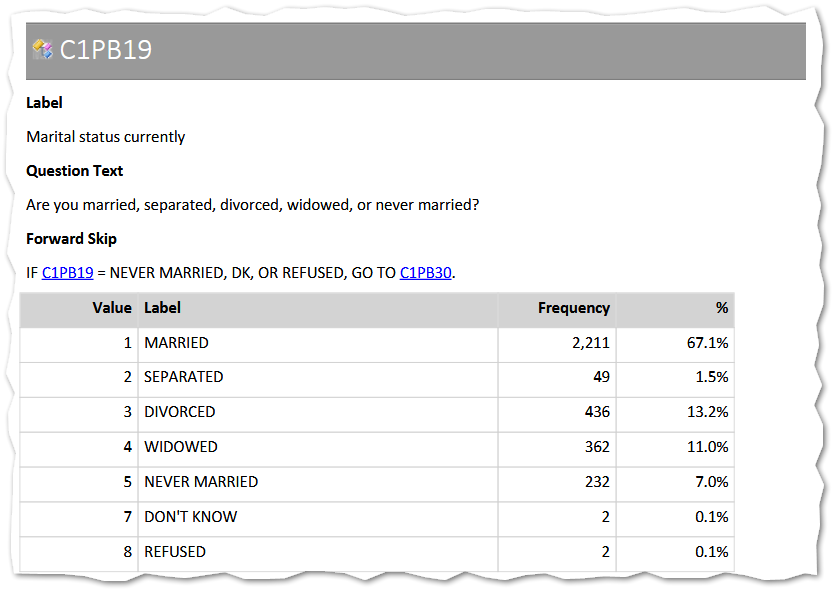 C1PB19
Label
Marital status currently
Question Text
Are you married, separated, divorced, widowed, or never married?
Forward Skip
IF C1PB19 = NEVER MARRIED, DK, OR REFUSED, GO TO C1PB30.
Value Label Frequency %
1 MARRIED 2,211 67.1%
2 SEPARATED 49 1.5%
3 DIVORCED 436 13.2%
4 WIDOWED 362 11.0%
5 NEVER MARRIED 232 7.0%
7 DON'T KNOW 2 0.1%
8 REFUSED 2 0.1%